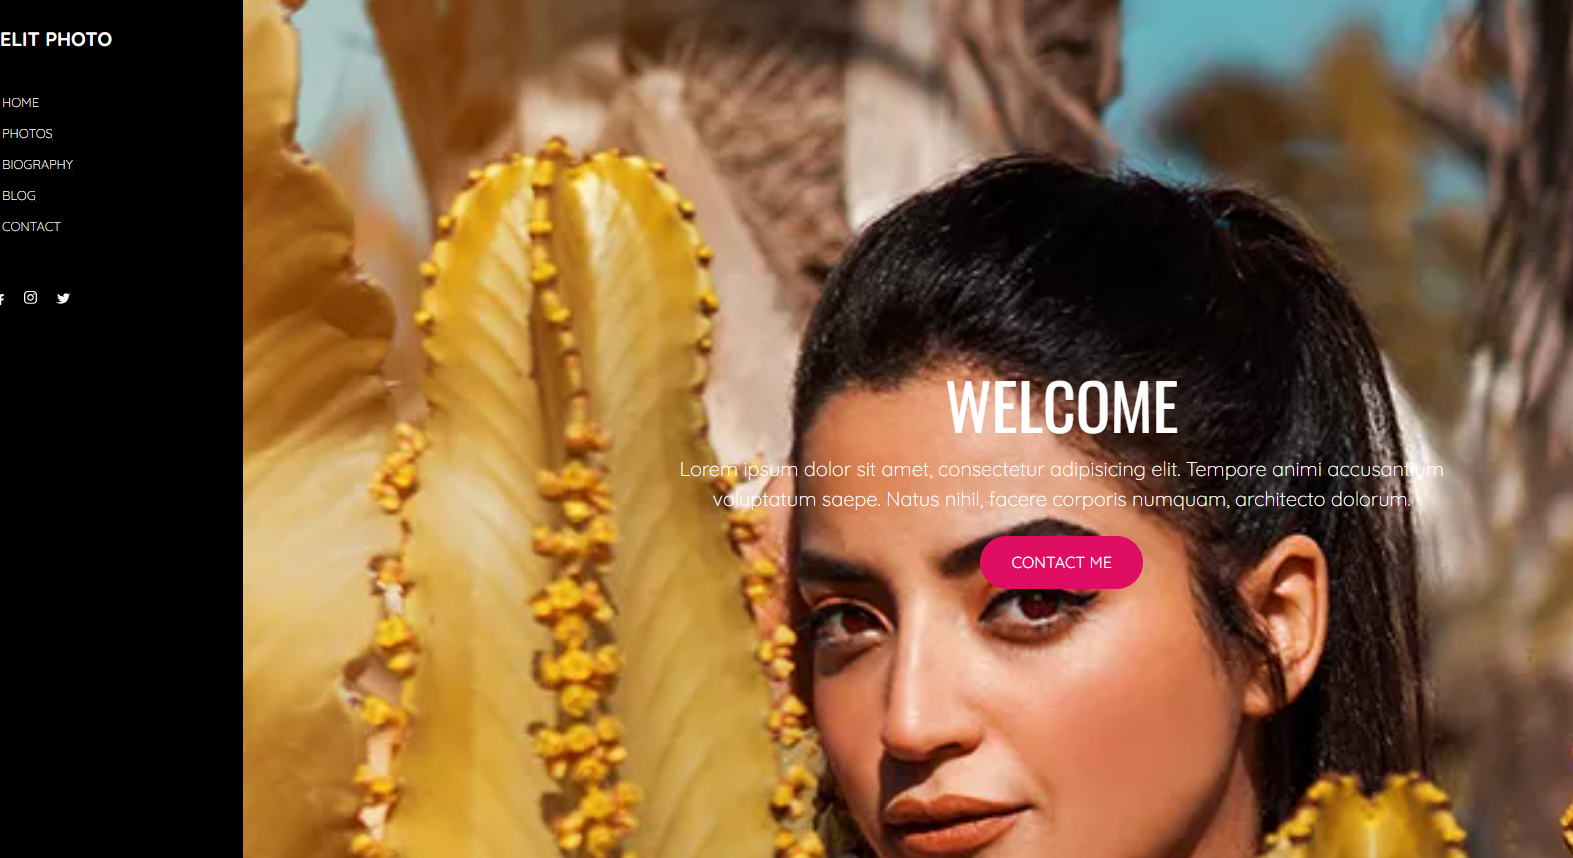 ELIT PHOTO
HOME
PHOTOS
BIOGRAPHY
BLOG
CONTACT
WELCOME
Lorem ipsum dolor sit amet, consectetur adipisicing elit. Tempore animi accusantium
voluptatum saepe. Natus nihil, facere corporis numquam, architecto dolorum.
CONTACT ME